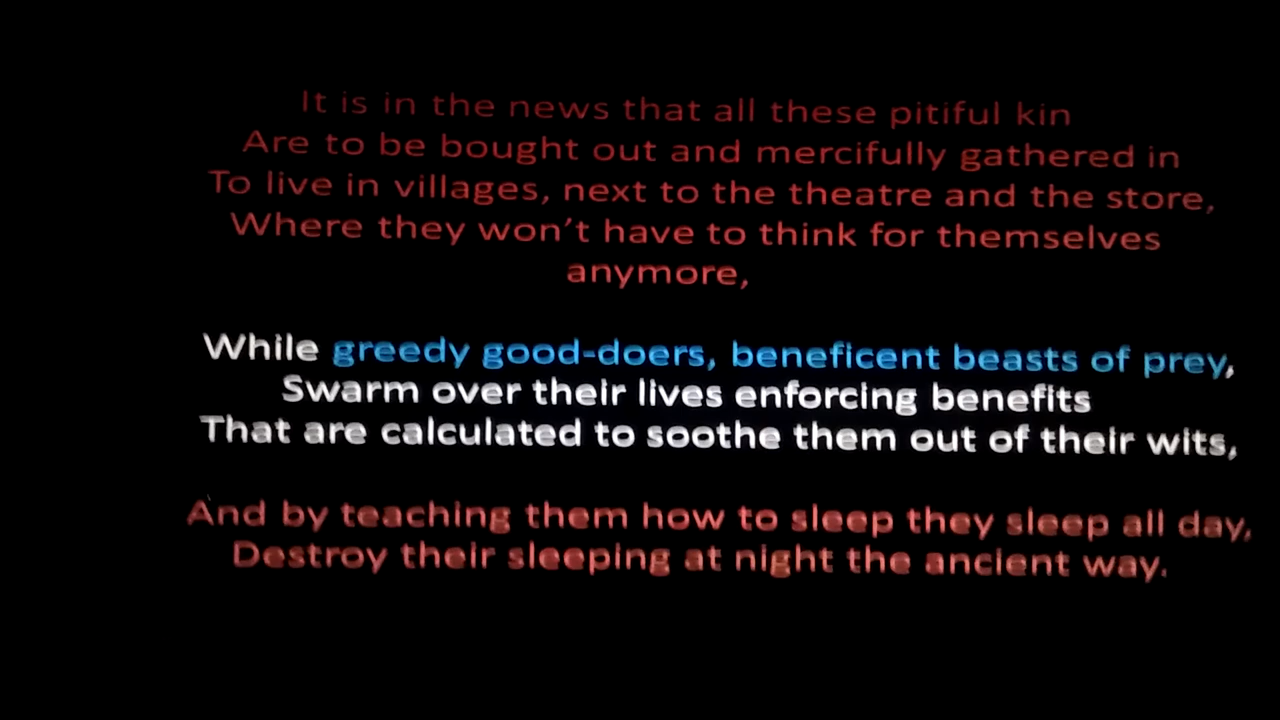 It is in the news that all these pitiful kin
Are to be bought out and mercifully gathered in
To live in villages, next to the theatre and the store,
Where they won’t have to think for themselves
anymore,
While greedy good-doers, beneficent beasts of prey,
Swarm over their lives enforcing benefits
That are calculated to soothe them out of their wits,
And by teaching them how to sleep they sleep all day,
Destroy their sleeping at night the ancient way.